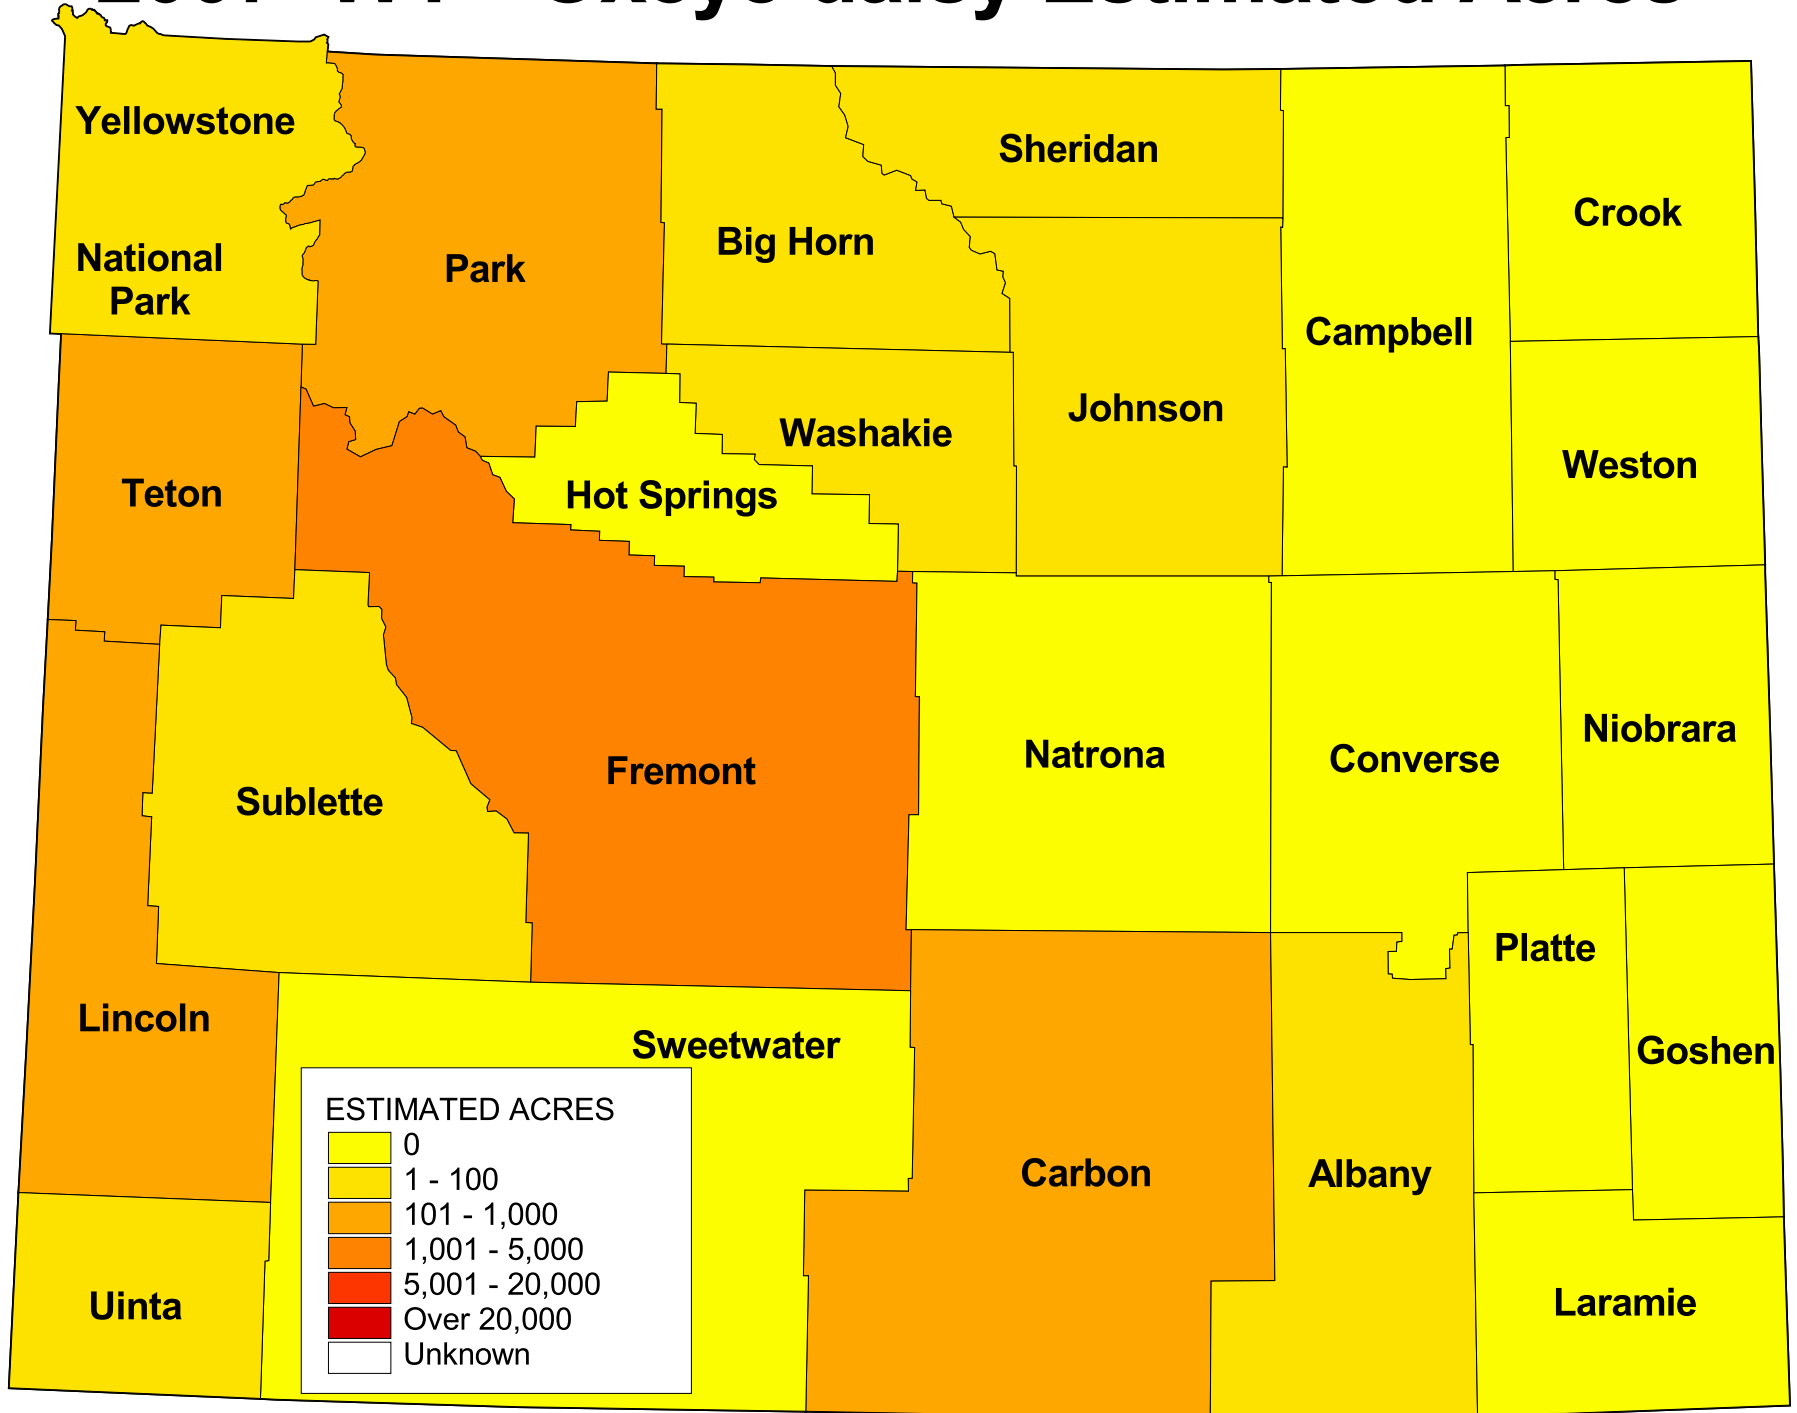 Yellowstone
National
Park
Park
Big Horn
Sheridan
Crook
Campbell
Johnson
Washakie
Weston
Teton
Hot Springs
Sublette
Fremont
Natrona
Converse
Niobrara
Platte
Lincoln
Sweetwater
Goshen
Carbon
Albany
Uinta
Laramie
ESTIMATED ACRES
0
1 - 100
101 - 1,000
1,001 - 5,000
5,001 - 20,000
Over 20,000
Unknown